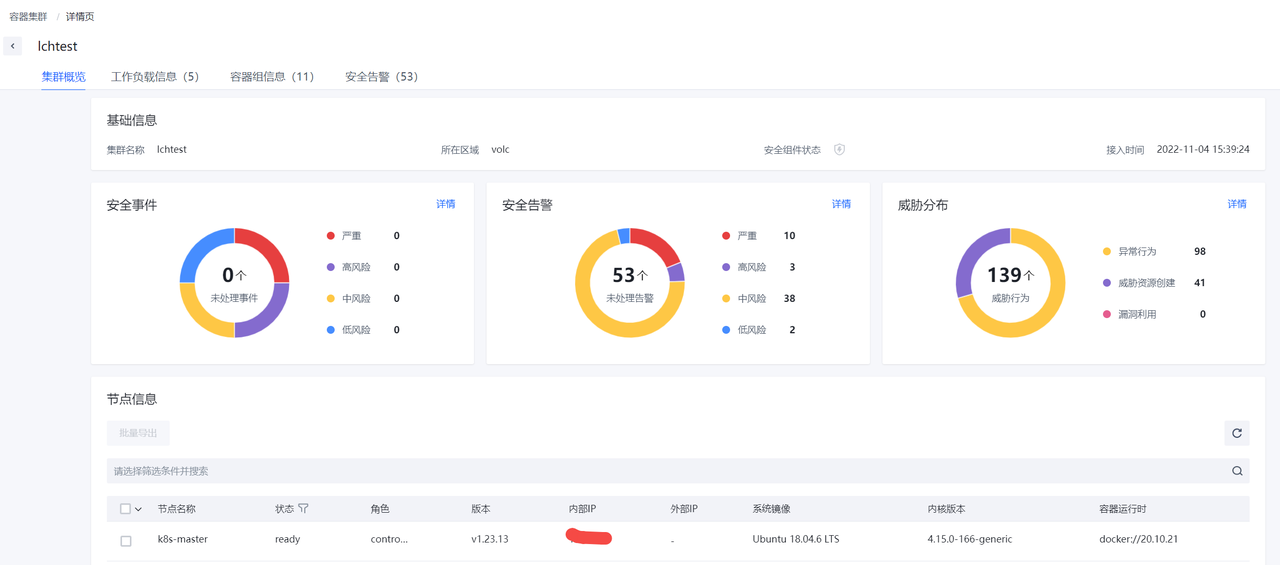 容器集群 / 详情页
lchtest
集群概览 工作负载信息（5） 容器组信息（11） 安全告警（53）
基础信息
集群名称 lchtest 所在区域 volc 安全组件状态 接入时间 2022-11-04 15:39:24
安全事件 详情
0个
未处理事件
严重 0
高风险 0
中风险 0
低风险 0
安全告警 详情
53个
未处理告警
严重 10
高风险 3
中风险 38
低风险 2
威胁分布 详情
139个
威胁行为
异常行为 98
威胁资源创建 41
漏洞利用 0
节点信息
批量导出
请选择筛选条件并搜索
节点名称 状态 角色 版本 内部IP 外部IP 系统镜像 内核版本 容器运行时
k8s-master ready contro... v1.23.13 - Ubuntu 18.04.6 LTS 4.15.0-166-generic docker://20.10.21